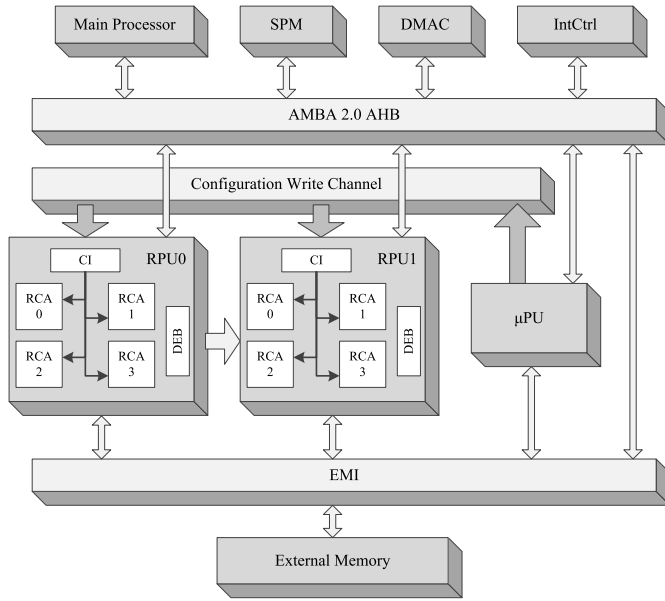 Main Processor
SPM
DMAC
IntCtrl
AMBA 2.0 AHB
Configuration Write Channel
CI
RPU0
RCA
0
RCA
1
RCA
2
RCA
3
DEB
CI
RPU1
RCA
0
RCA
1
RCA
2
RCA
3
DEB
μPU
EMI
External Memory